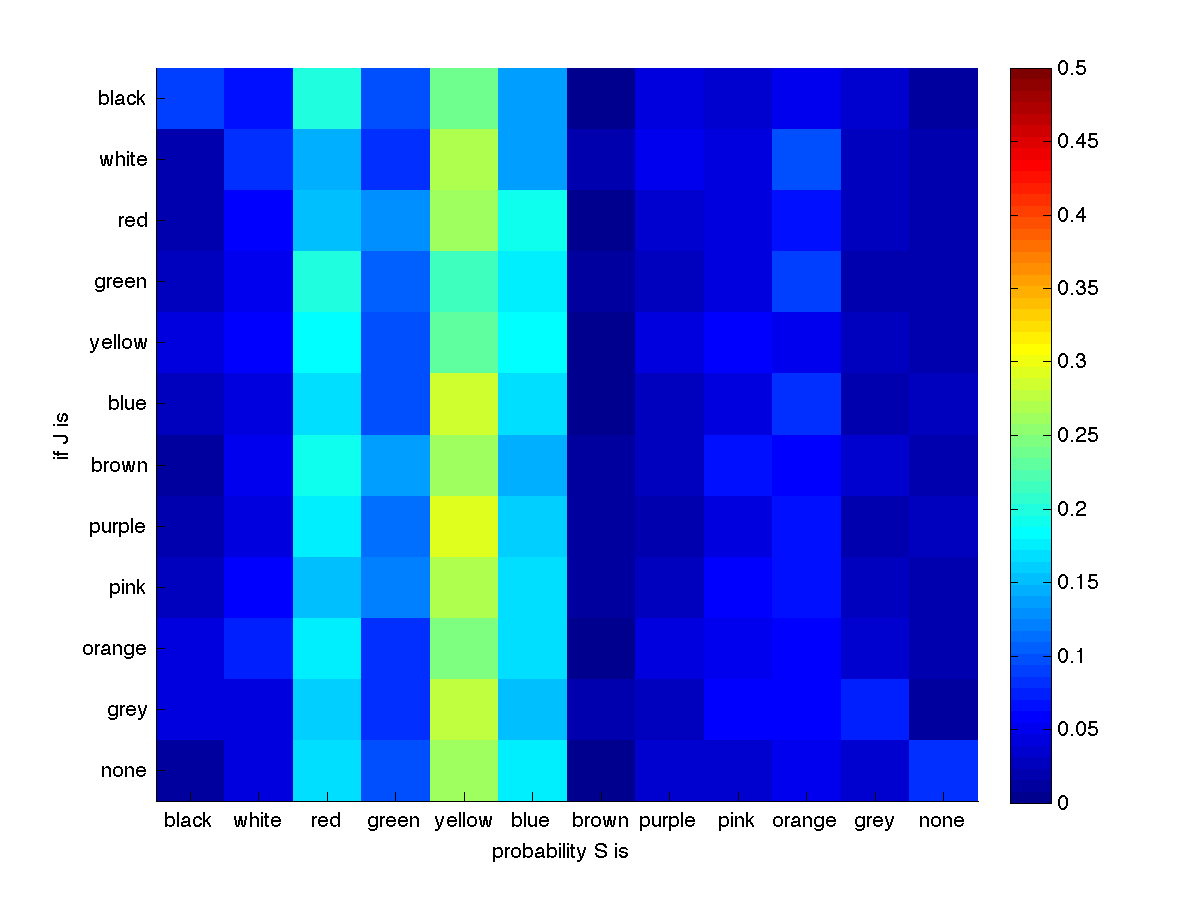 black
white
red
green
yellow
blue
brown
purple
pink
orange
grey
none
if J is
black white red green yellow blue brown purple pink orange grey none
probability S is
0.5
0.45
0.4
0.35
0.3
0.25
0.2
0.15
0.1
0.05
0